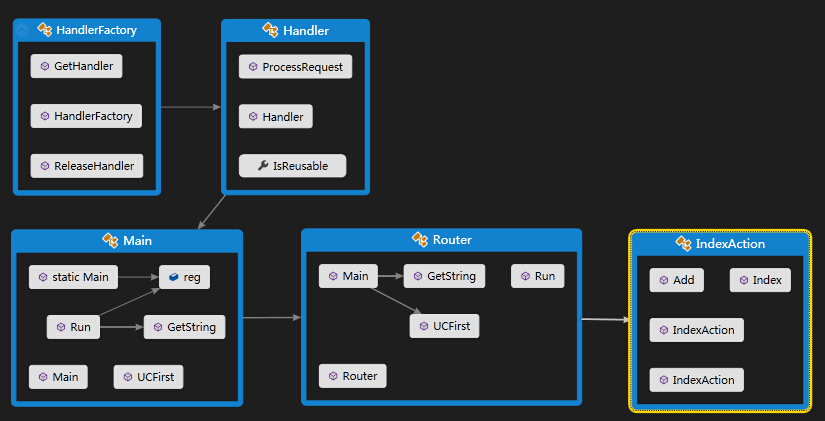 HandlerFactory
GetHandler
HandlerFactory
ReleaseHandler
Handler
ProcessRequest
Handler
IsReusable
Main
static Main
reg
Run
GetString
Main
UCFirst
Router
Main
GetString
Run
UCFirst
Router
IndexAction
Add
Index
IndexAction
IndexAction